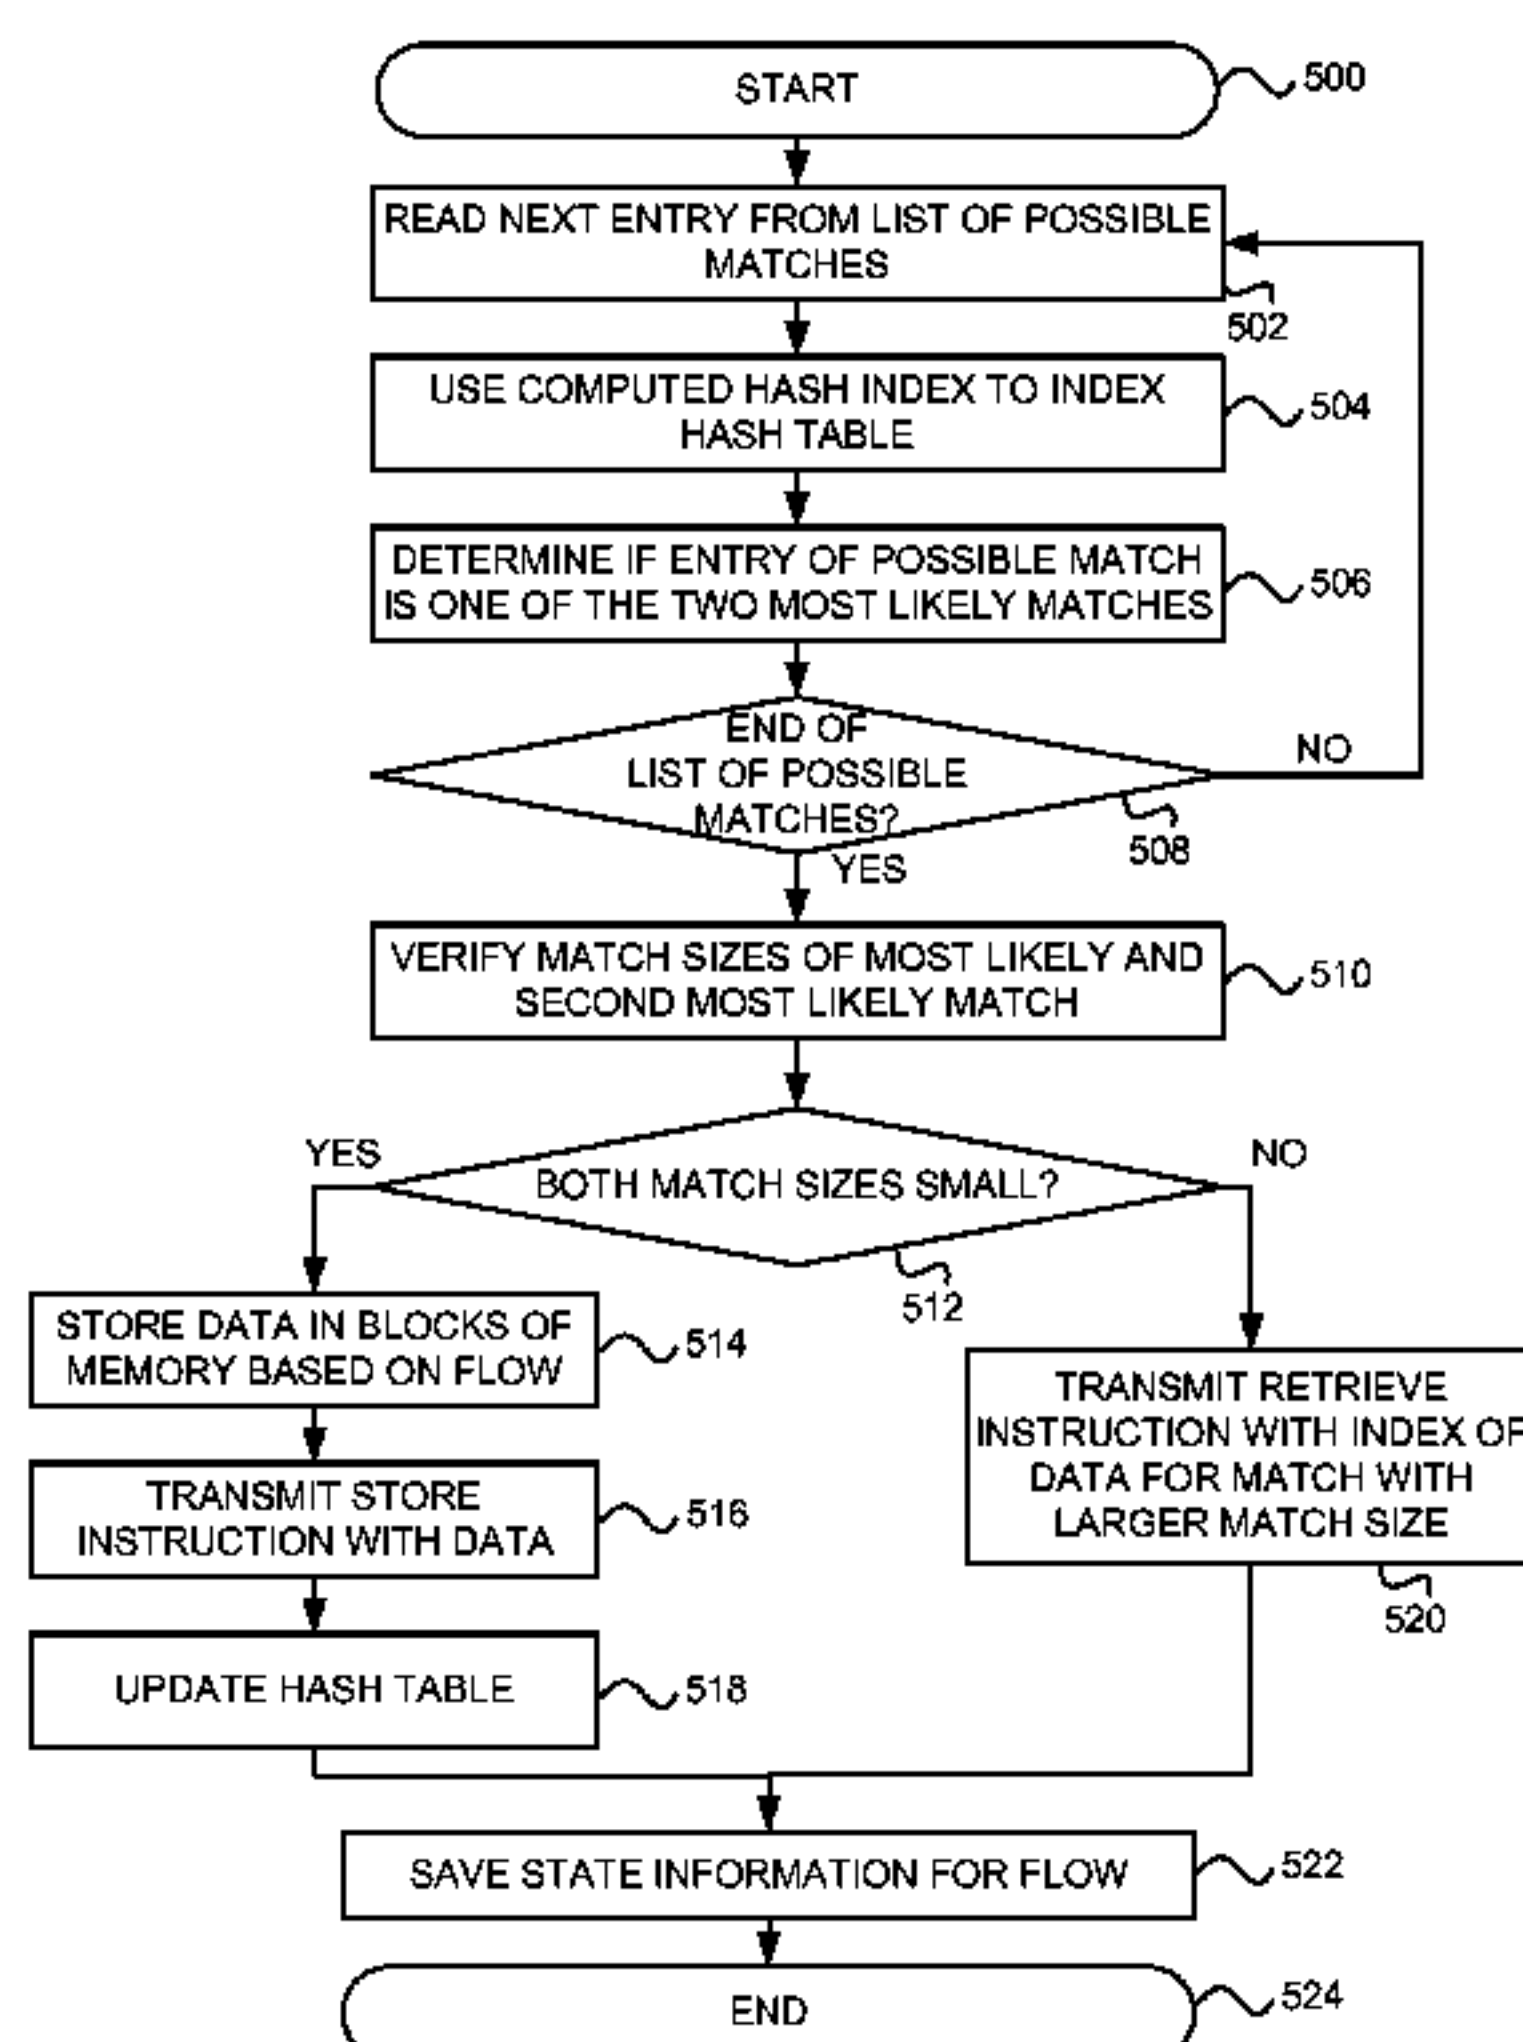 START
500
READ NEXT ENTRY FROM LIST OF POSSIBLE
MATCHES
502
USE COMPUTED HASH INDEX TO INDEX
HASH TABLE
504
DETERMINE IF ENTRY OF POSSIBLE MATCH
IS ONE OF THE TWO MOST LIKELY MATCHES
506
END OF
LIST OF POSSIBLE
MATCHES?
NO
508
YES
VERIFY MATCH SIZES OF MOST LIKELY AND
SECOND MOST LIKELY MATCH
510
YES
BOTH MATCH SIZES SMALL?
NO
512
STORE DATA IN BLOCKS OF
MEMORY BASED ON FLOW
514
TRANSMIT STORE
INSTRUCTION WITH DATA
516
UPDATE HASH TABLE
518
TRANSMIT RETRIEVE
INSTRUCTION WITH INDEX OF
DATA FOR MATCH WITH
LARGER MATCH SIZE
520
SAVE STATE INFORMATION FOR FLOW
522
END
524